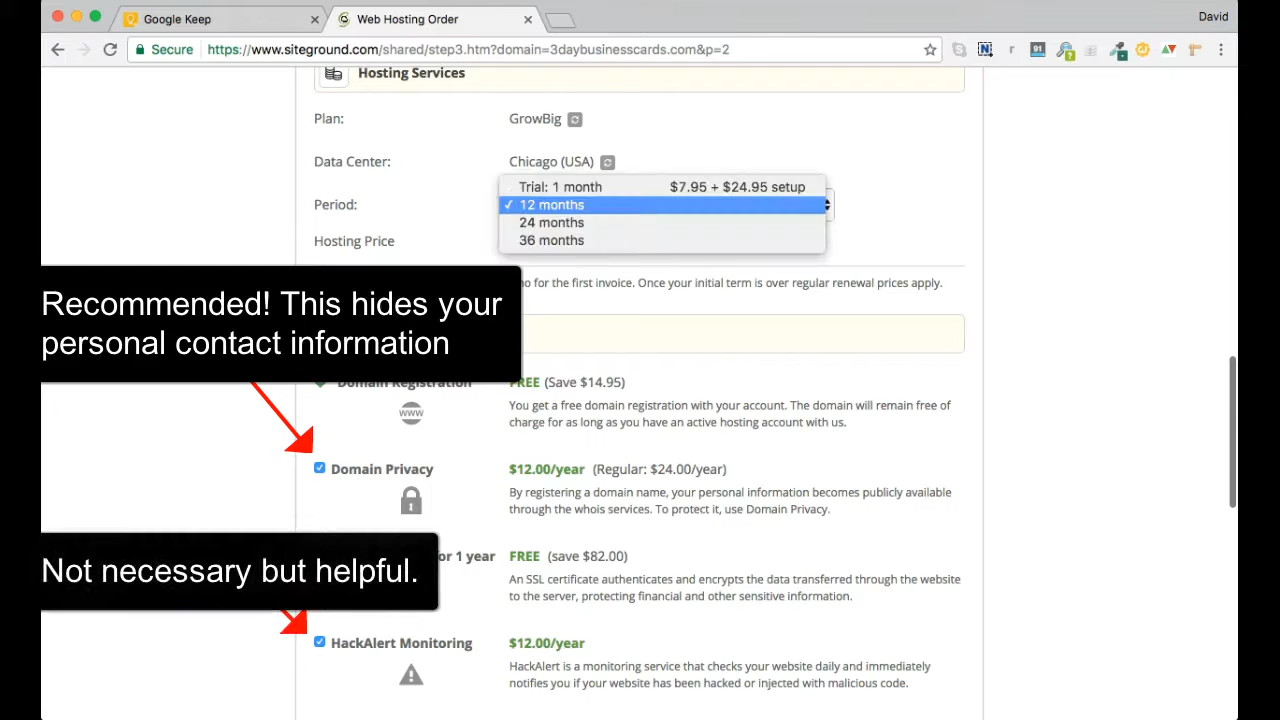 Google Keep
Web Hosting Order
David
Secure
https://www.siteground.com/shared/step3.htm?domain=3daybusinesscards.com&p=2
Hosting Services
Plan: GrowBig
Data Center: Chicago (USA)
Trial: 1 month $7.95 + $24.95 setup
Period: ✓ 12 months
24 months
36 months
Hosting Price
for the first invoice. Once your initial term is over regular renewal prices apply.
Recommended! This hides your
personal contact information
Domain Registration FREE (Save $14.95)
You get a free domain registration with your account. The domain will remain free of
charge for as long as you have an active hosting account with us.
www
Domain Privacy $12.00/year (Regular: $24.00/year)
By registering a domain name, your personal information becomes publicly available
through the whois services. To protect it, use Domain Privacy.
Not necessary but helpful.
for 1 year FREE (save $82.00)
An SSL certificate authenticates and encrypts the data transferred through the website
to the server, protecting financial and other sensitive information.
HackAlert Monitoring $12.00/year
HackAlert is a monitoring service that checks your website daily and immediately
notifies you if your website has been hacked or injected with malicious code.